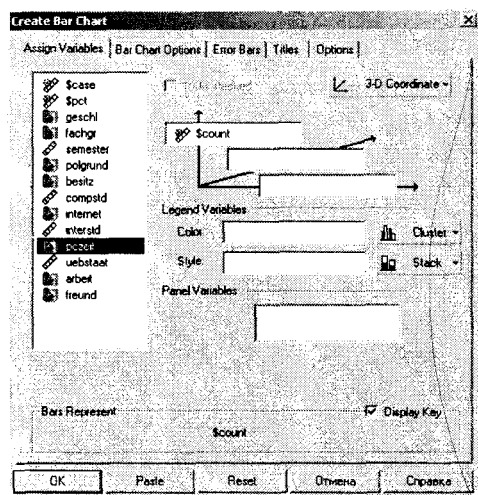 Create Bar Chart
Assign Variables Bar Chart Options Error Bars Titles Options
$case
$pct
geschl
fachgr
semester
polgrund
besitz
compstd
internet
interstd
pczeit
uebstaat
arbeit
freund
3-D Coordinate
$count
Legend Variables
Color
Cluster
Style
Stack
Panel Variables
Bars Represent
Display Key
$count
OK Paste Reset Отмена Справка